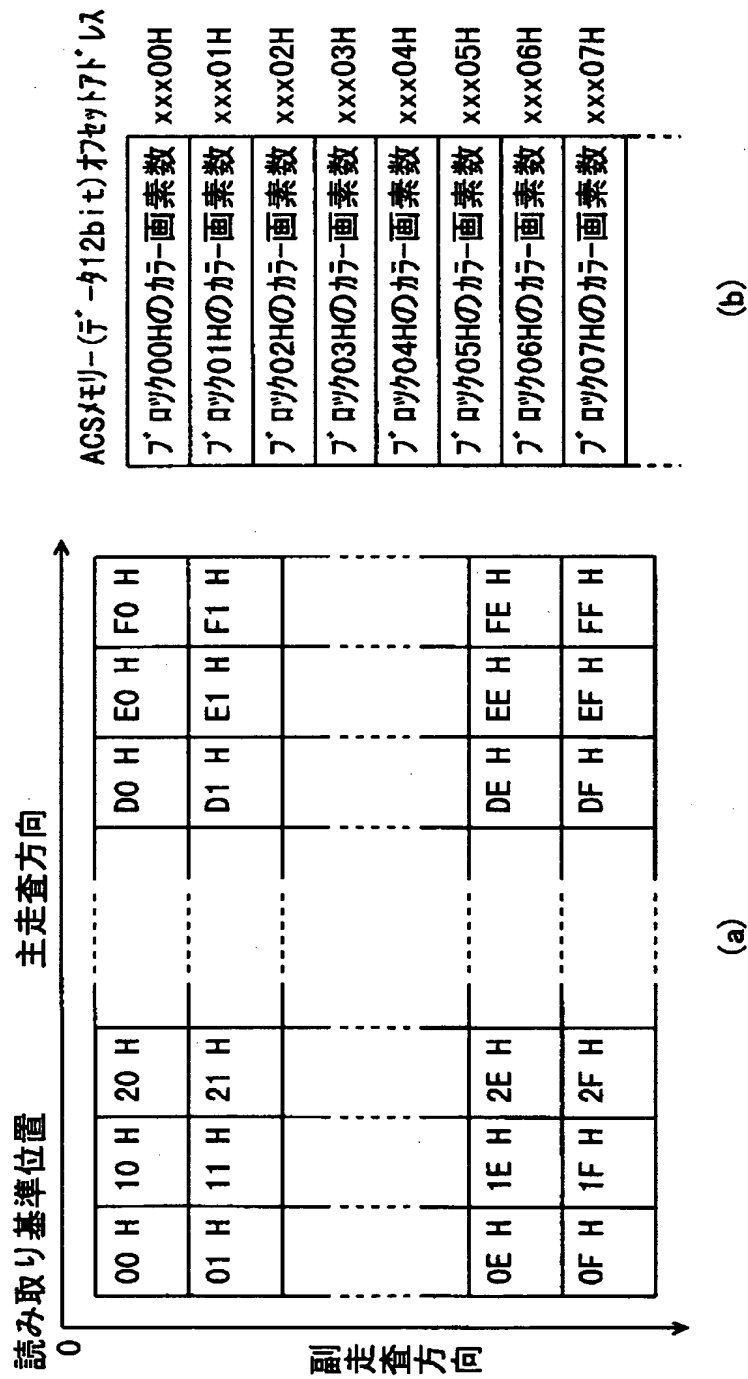 読み取り基準位置
主走査方向
0
副走査方向
00 H 10 H 20 H D0 H E0 H F0 H
01 H 11 H 21 H D1 H E1 H F1 H
0E H 1E H 2E H DE H EE H FE H
0F H 1F H 2F H DF H EF H FF H
(a)
ACSメモリー(データ12bit)オフセットアドレス
ブロック00Hのカラー画素数 xxx00H
ブロック01Hのカラー画素数 xxx01H
ブロック02Hのカラー画素数 xxx02H
ブロック03Hのカラー画素数 xxx03H
ブロック04Hのカラー画素数 xxx04H
ブロック05Hのカラー画素数 xxx05H
ブロック06Hのカラー画素数 xxx06H
ブロック07Hのカラー画素数 xxx07H
(b)